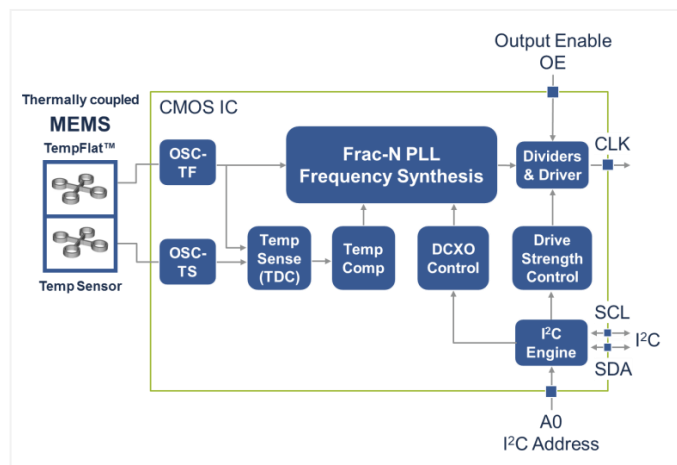 Output Enable
OE
Thermally coupled
MEMS
TempFlat™
CMOS IC
OSC-
TF
Frac-N PLL
Frequency Synthesis
Dividers
& Driver
CLK
OSC-
TS
Temp
Sense
(TDC)
Temp
Comp
DCXO
Control
Drive
Strength
Control
Temp Sensor
I²C
Engine
SCL
I²C
SDA
A0
I²C Address